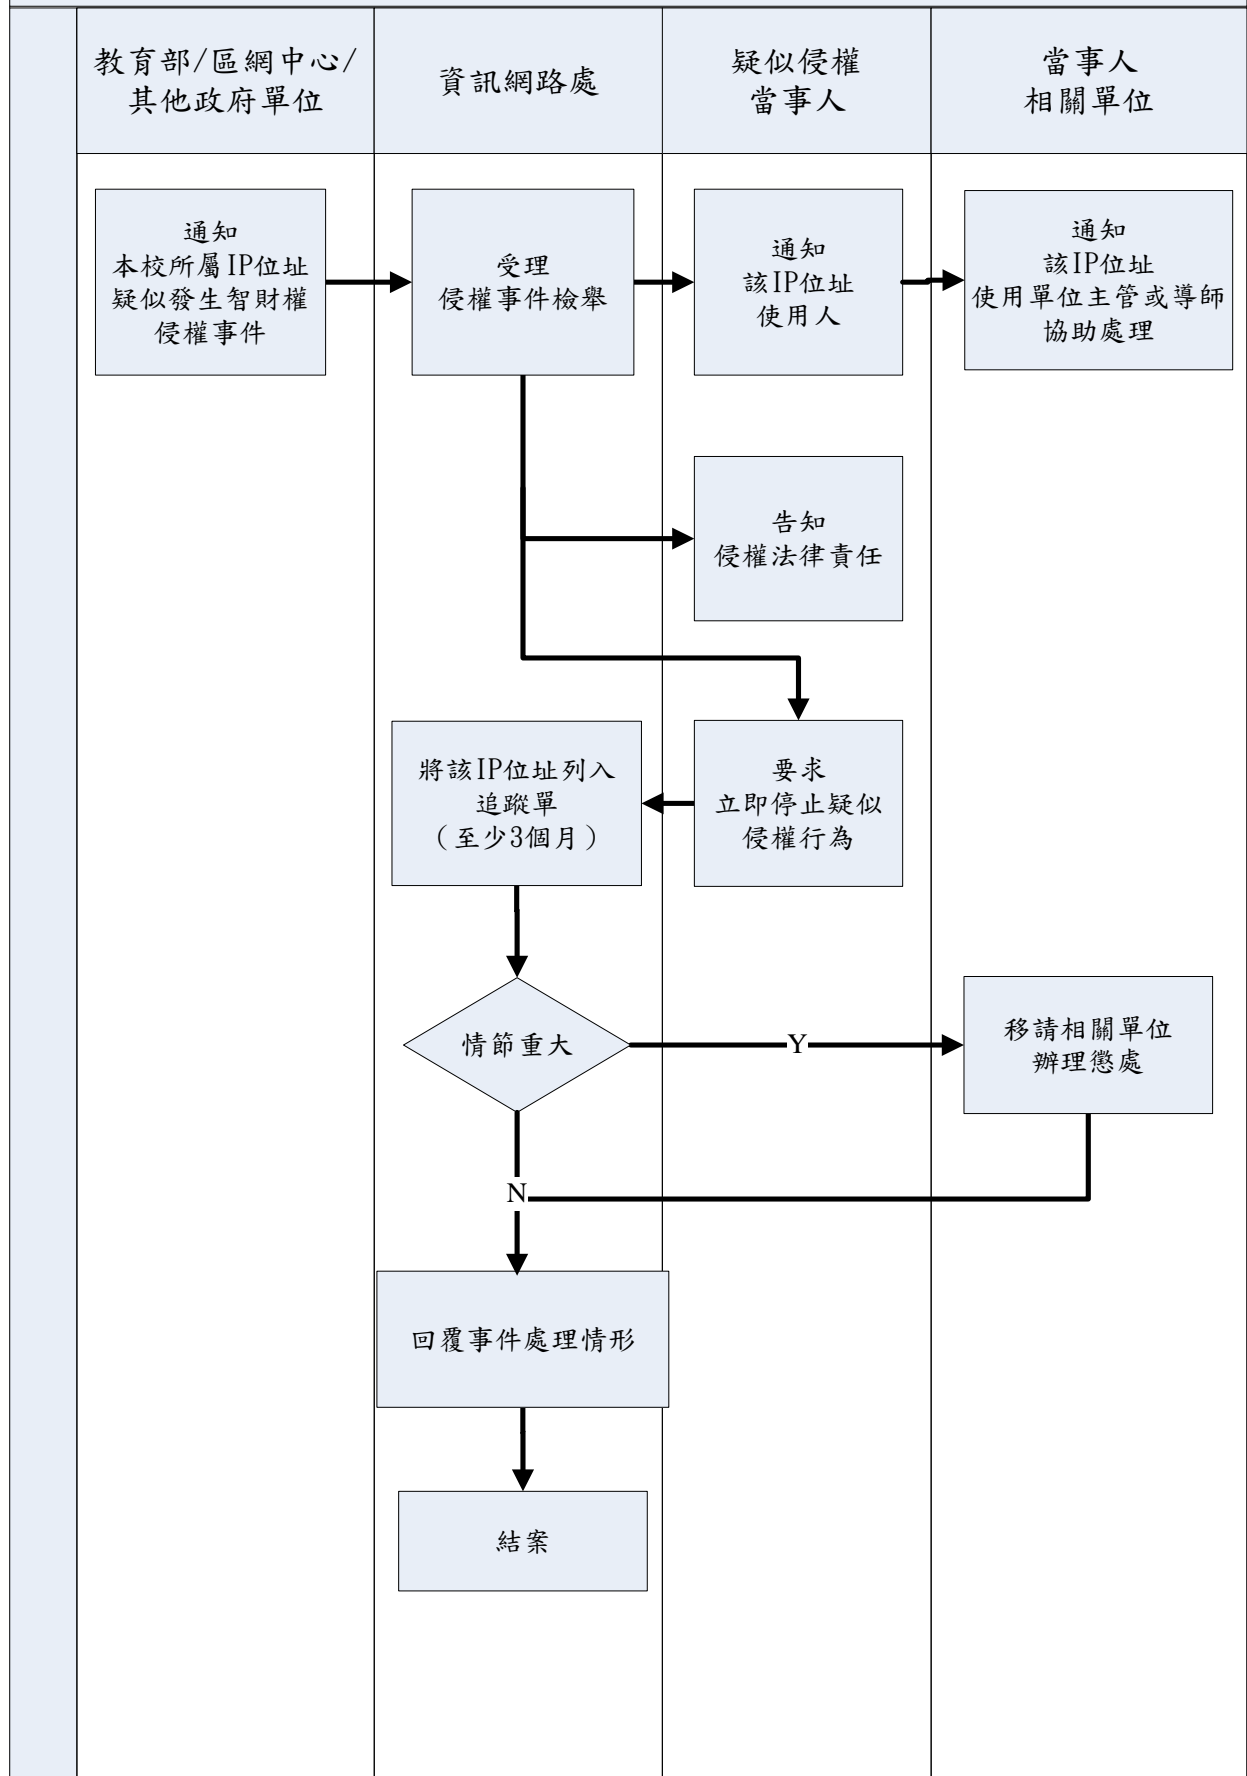 教育部/區網中心/
其他政府單位
資訊網路處
疑似侵權
當事人
當事人
相關單位
通知
本校所屬IP位址
疑似發生智財權
侵權事件
受理
侵權事件檢舉
通知
該IP位址
使用人
通知
該IP位址
使用單位主管或導師
協助處理
告知
侵權法律責任
將該IP位址列入
追蹤單
（至少3個月）
要求
立即停止疑似
侵權行為
情節重大
Y
移請相關單位
辦理懲處
N
回覆事件處理情形
結案